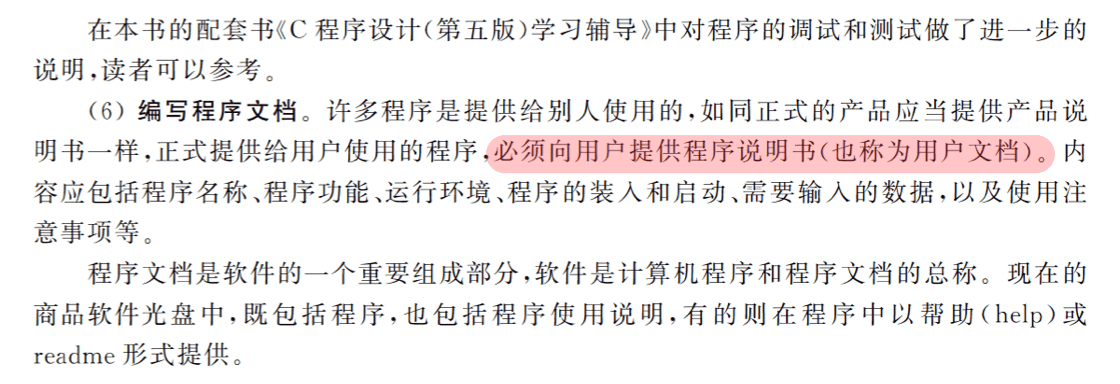 在本书的配套书《C 程序设计(第五版)学习辅导》中对程序的调试和测试做了进一步的
说明,读者可以参考。
(6) 编写程序文档。许多程序是提供给别人使用的,如同正式的产品应当提供产品说
明书一样,正式提供给用户使用的程序,必须向用户提供程序说明书(也称为用户文档)。内
容应包括程序名称、程序功能、运行环境、程序的装入和启动、需要输入的数据,以及使用注
意事项等。
程序文档是软件的一个重要组成部分,软件是计算机程序和程序文档的总称。现在的
商品软件光盘中,既包括程序,也包括程序使用说明,有的则在程序中以帮助(help)或
readme 形式提供。